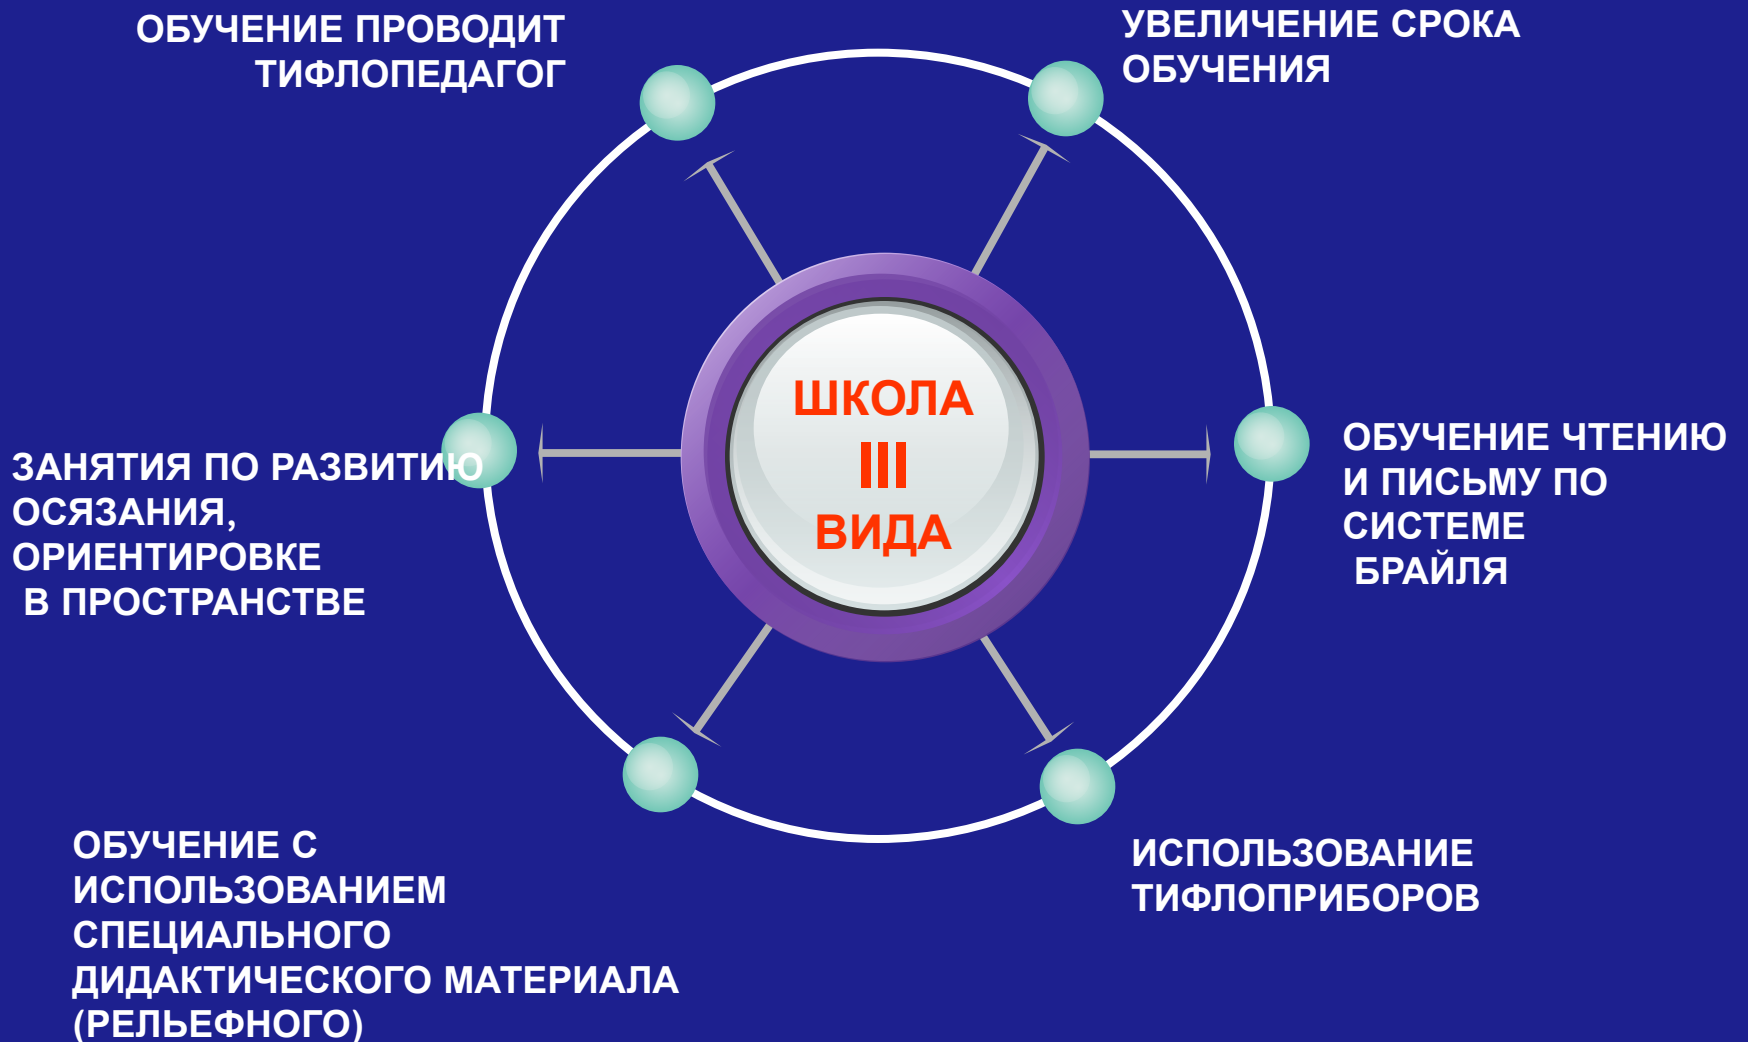 ОБУЧЕНИЕ ПРОВОДИТ
ТИФЛОПЕДАГОГ
УВЕЛИЧЕНИЕ СРОКА
ОБУЧЕНИЯ
ШКОЛА
III
ВИДА
ЗАНЯТИЯ ПО РАЗВИТИЮ
ОСЯЗАНИЯ,
ОРИЕНТИРОВКЕ
В ПРОСТРАНСТВЕ
ОБУЧЕНИЕ ЧТЕНИЮ
И ПИСЬМУ ПО
СИСТЕМЕ
БРАЙЛЯ
ОБУЧЕНИЕ С
ИСПОЛЬЗОВАНИЕМ
СПЕЦИАЛЬНОГО
ДИДАКТИЧЕСКОГО МАТЕРИАЛА
(РЕЛЬЕФНОГО)
ИСПОЛЬЗОВАНИЕ
ТИФЛОПРИБОРОВ